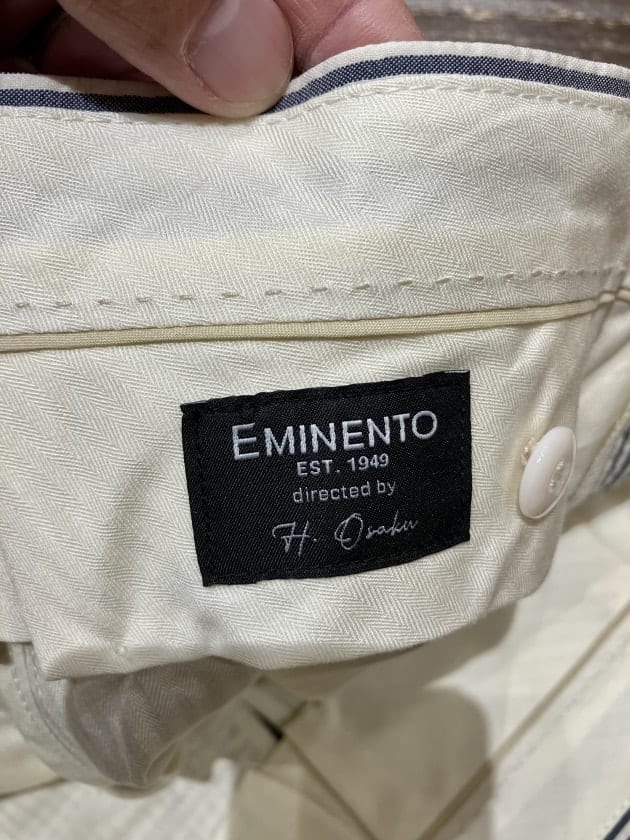 EMINENTO
EST. 1949
directed by
H. Osaku